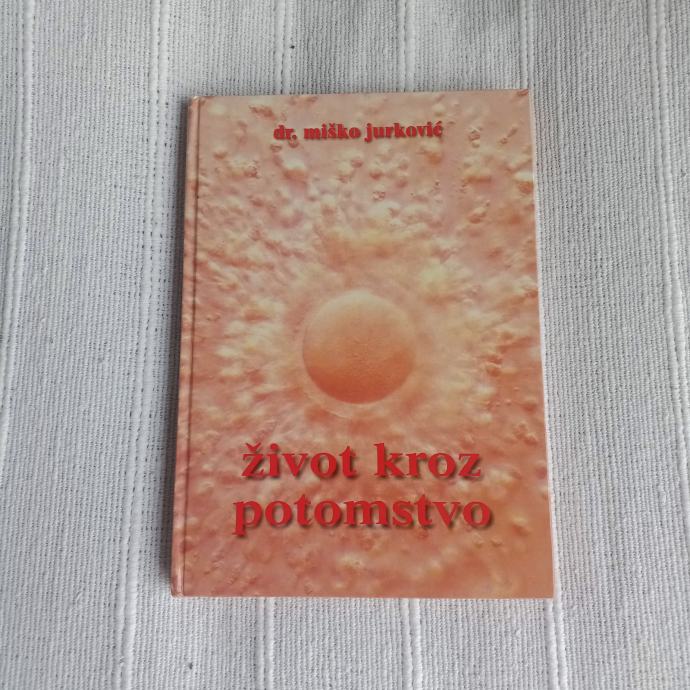 dr. miško jurković
život kroz
potomstvo